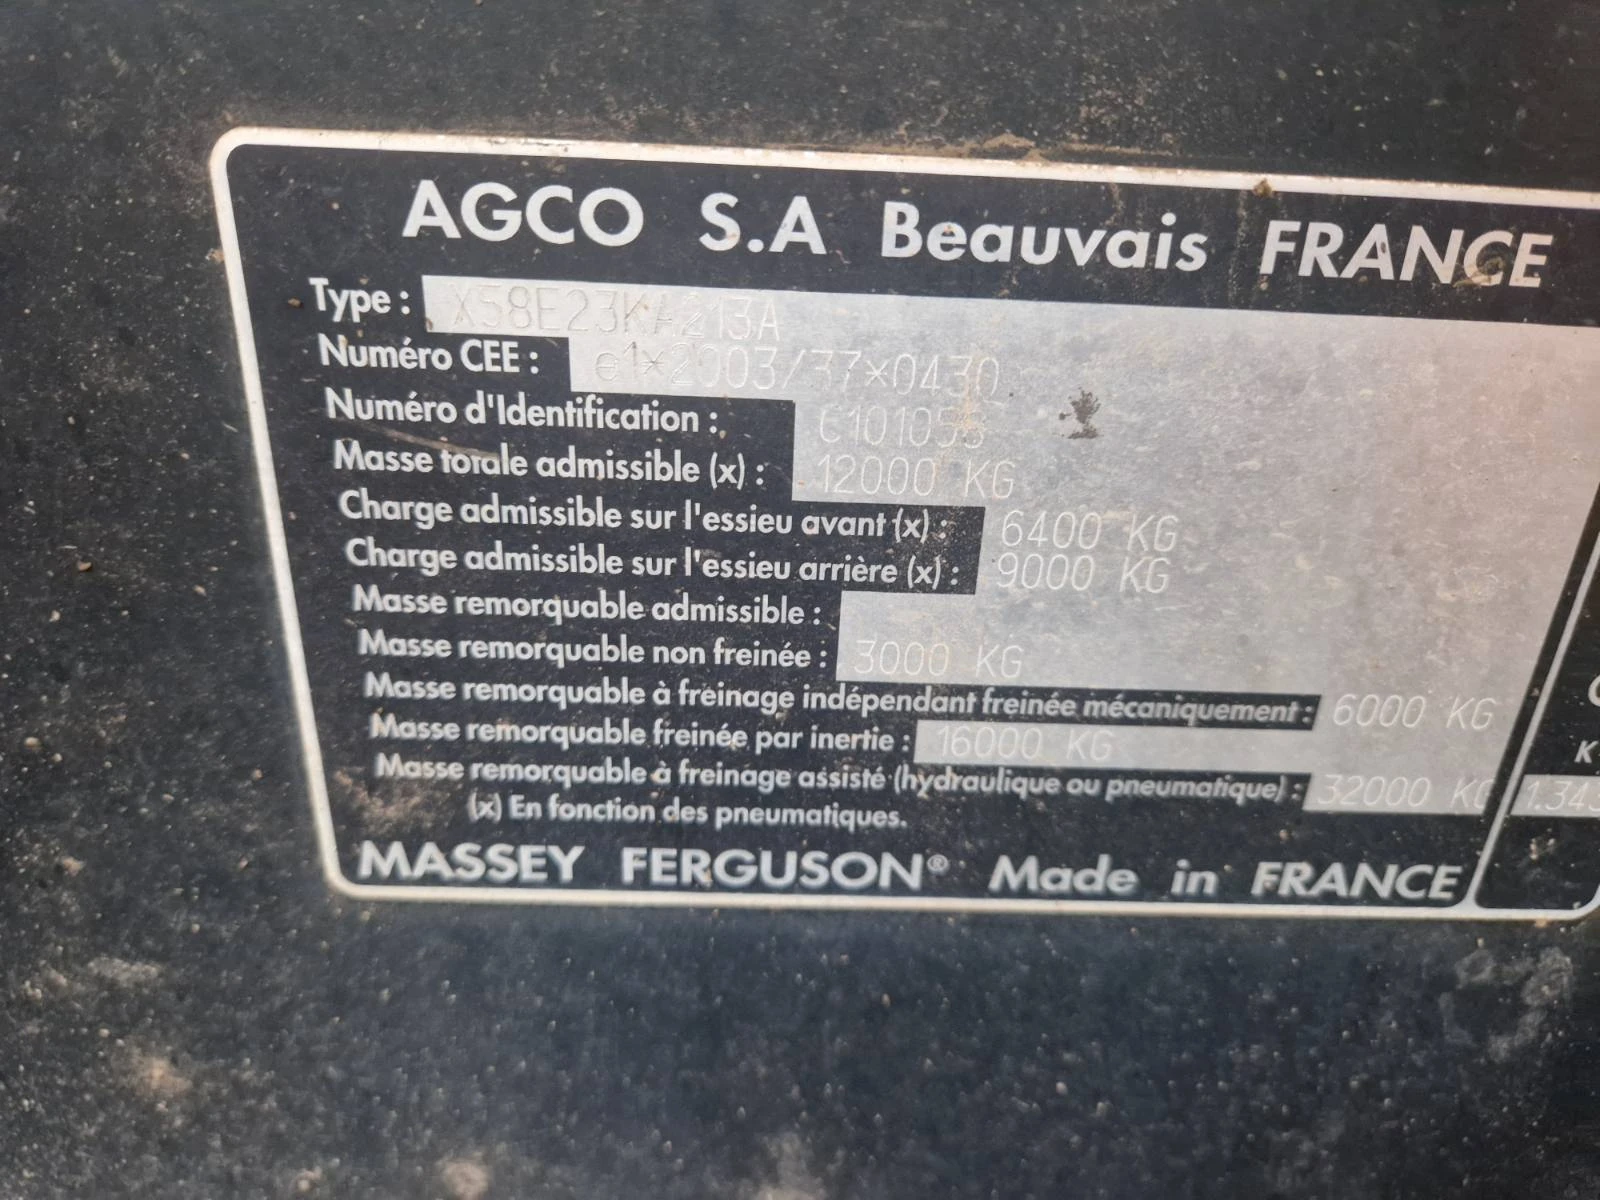 AGCO S.A Beauvais FRANCE
Type : X58E23KA213A
Numéro CEE : e1*2003/37*0430
Numéro d'Identification :
Masse totale admissible (x) : 12000 KG
Charge admissible sur l'essieu avant (x) : 6400 KG
Charge admissible sur l'essieu arrière (x) : 9000 KG
Masse remorquable admissible :
Masse remorquable non freinée : 3000 KG
Masse remorquable à freinage indépendant freinée mécaniquement : 6000 KG
Masse remorquable freinée par inertie : 16000 KG
Masse remorquable à freinage assisté (hydraulique ou pneumatique) : 32000 KG
(x) En fonction des pneumatiques.
MASSEY FERGUSON® Made in FRANCE
K
1.343